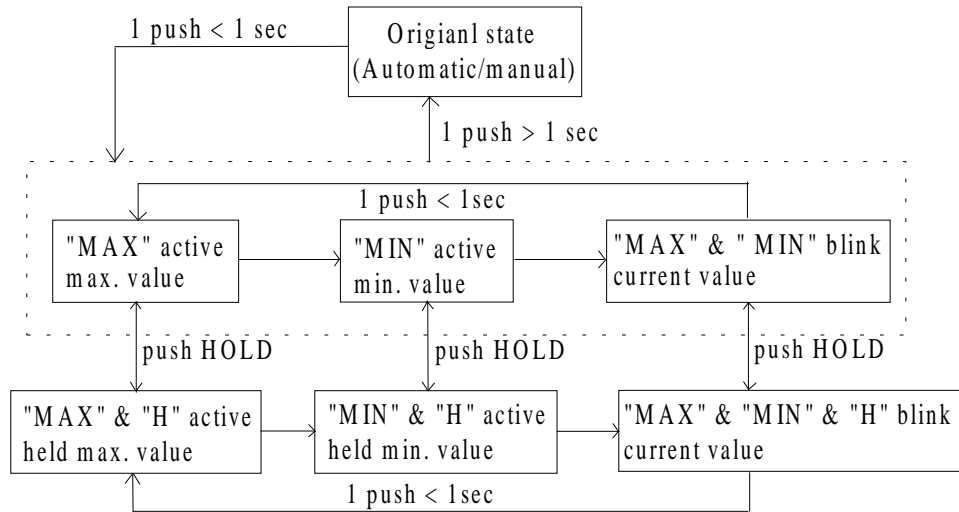 1 push < 1 sec
Origianl state
(Automatic/manual)
1 push > 1 sec
1 push < 1sec
"MAX" active
max. value
"MIN" active
min. value
"MAX" & " MIN" blink
current value
push HOLD
push HOLD
push HOLD
"MAX" & "H" active
held max. value
"MIN" & "H" active
held min. value
"MAX" & "MIN" & "H" blink
current value
1 push < 1sec